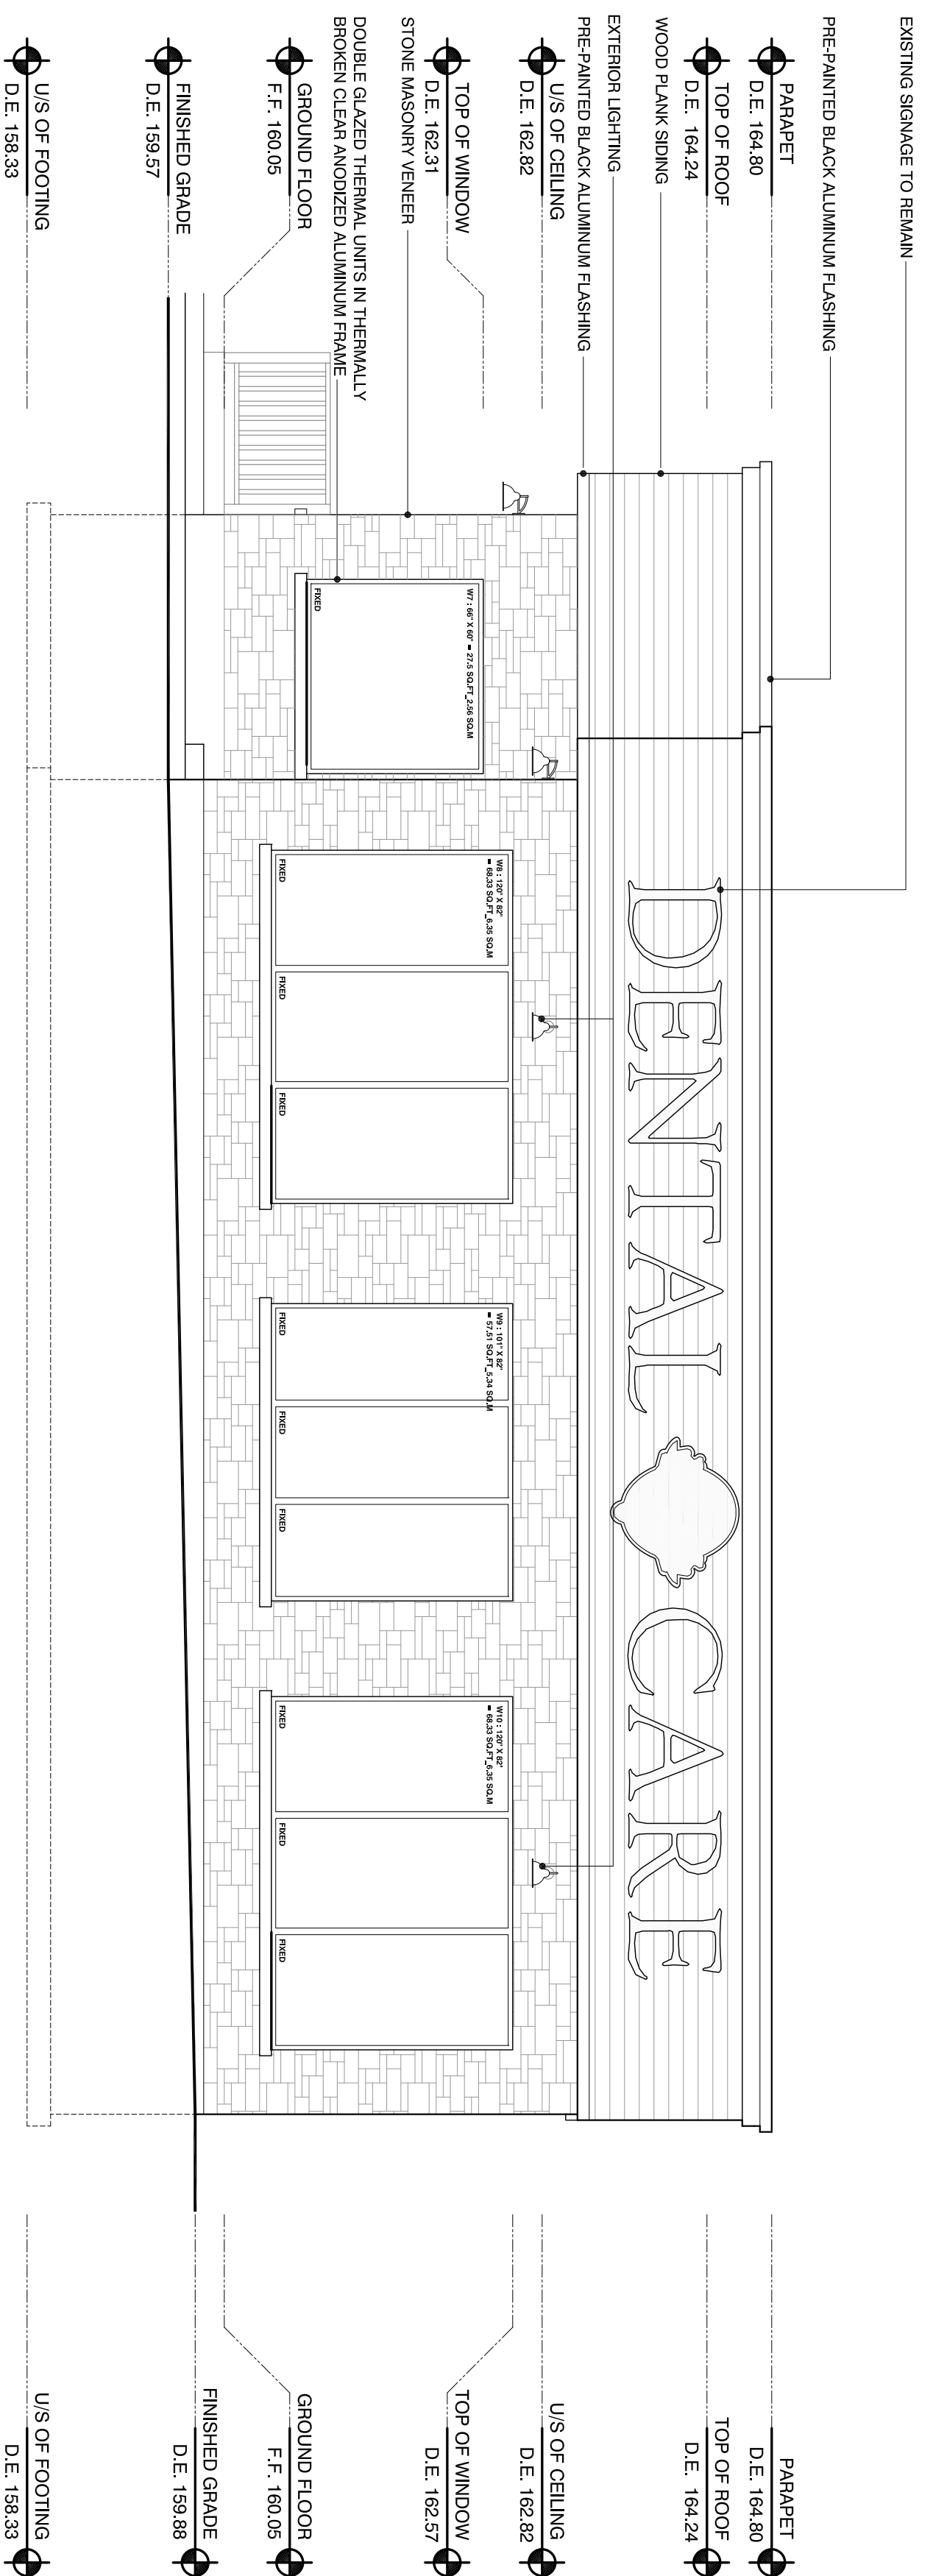 EXISTING SIGNAGE TO REMAIN
PRE-PAINTED BLACK ALUMINUM FLASHING
PARAPET
D.E. 164.80
TOP OF ROOF
D.E. 164.24
WOOD PLANK SIDING
EXTERIOR LIGHTING
PRE-PAINTED BLACK ALUMINUM FLASHING
U/S OF CEILING
D.E. 162.82
TOP OF WINDOW
D.E. 162.31
STONE MASONRY VENEER
DOUBLE GLAZED THERMAL UNITS IN THERMALLY
BROKEN CLEAR ANODIZED ALUMINUM FRAME
GROUND FLOOR
F.F. 160.05
FINISHED GRADE
D.E. 159.57
U/S OF FOOTING
D.E. 158.33
DENTAL CARE
W7 : 66" X 60" = 27.5 SQ.FT_2.56 SQ.M
FIXED
W8 : 120" X 82"
= 68.33 SQ.FT_6.35 SQ.M
FIXED
FIXED
FIXED
W9 : 101" X 82"
= 57.51 SQ.FT_5.34 SQ.M
FIXED
FIXED
FIXED
W10 : 120" X 82"
= 68.33 SQ.FT_6.35 SQ.M
FIXED
FIXED
FIXED
PARAPET
D.E. 164.80
TOP OF ROOF
D.E. 164.24
U/S OF CEILING
D.E. 162.82
TOP OF WINDOW
D.E. 162.57
GROUND FLOOR
F.F. 160.05
FINISHED GRADE
D.E. 159.88
U/S OF FOOTING
D.E. 158.33